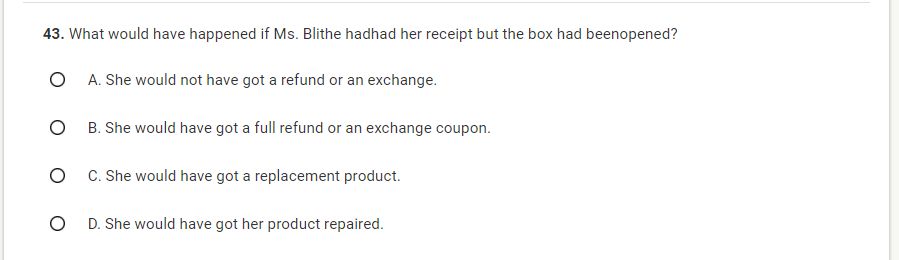 43. What would have happened if Ms. Blithe hadhad her receipt but the box had beenopened?
A. She would not have got a refund or an exchange.
B. She would have got a full refund or an exchange coupon.
C. She would have got a replacement product.
D. She would have got her product repaired.